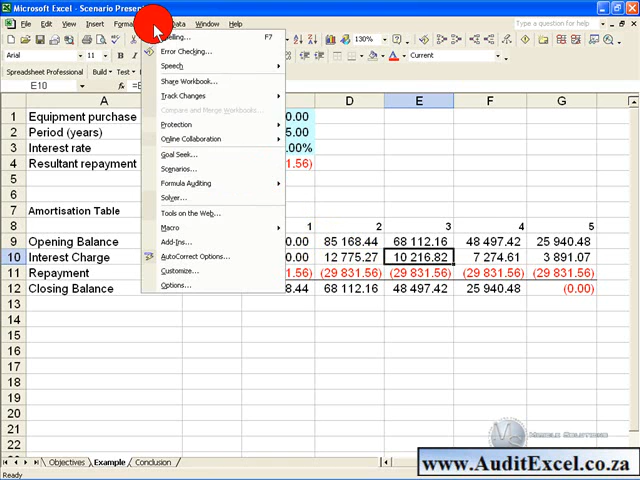 Microsoft Excel - Scenario Presen
File Edit View Insert Data Window Help
Type a question for help
Arial 11 B
130%
Spreadsheet Professional Build Test
E10
Spelling... F7
Error Checking...
Speech
Share Workbook...
Track Changes
Compare and Merge Workbooks...
Protection
Online Collaboration
Goal Seek...
Scenarios...
Formula Auditing
Solver...
Tools on the Web...
Macro
Add-Ins...
AutoCorrect Options...
Customize...
Options...
A D E F G
1 Equipment purchase 0.00
2 Period (years) 5.00
3 Interest rate .00%
4 Resultant repayment 1.56)
5
6
7 Amortisation Table
8 1 2 3 4 5
9 Opening Balance 0.00 85 168.44 68 112.16 48 497.42 25 940.48
10 Interest Charge 0.00 12 775.27 10 216.82 7 274.61 3 891.07
11 Repayment 1.56) (29 831.56) (29 831.56) (29 831.56) (29 831.56)
12 Closing Balance 8.44 68 112.16 48 497.42 25 940.48 (0.00)
13
14
15
16
17
18
19
20
21
22
Objectives Example Conclusion
www.AuditExcel.co.za
Ready